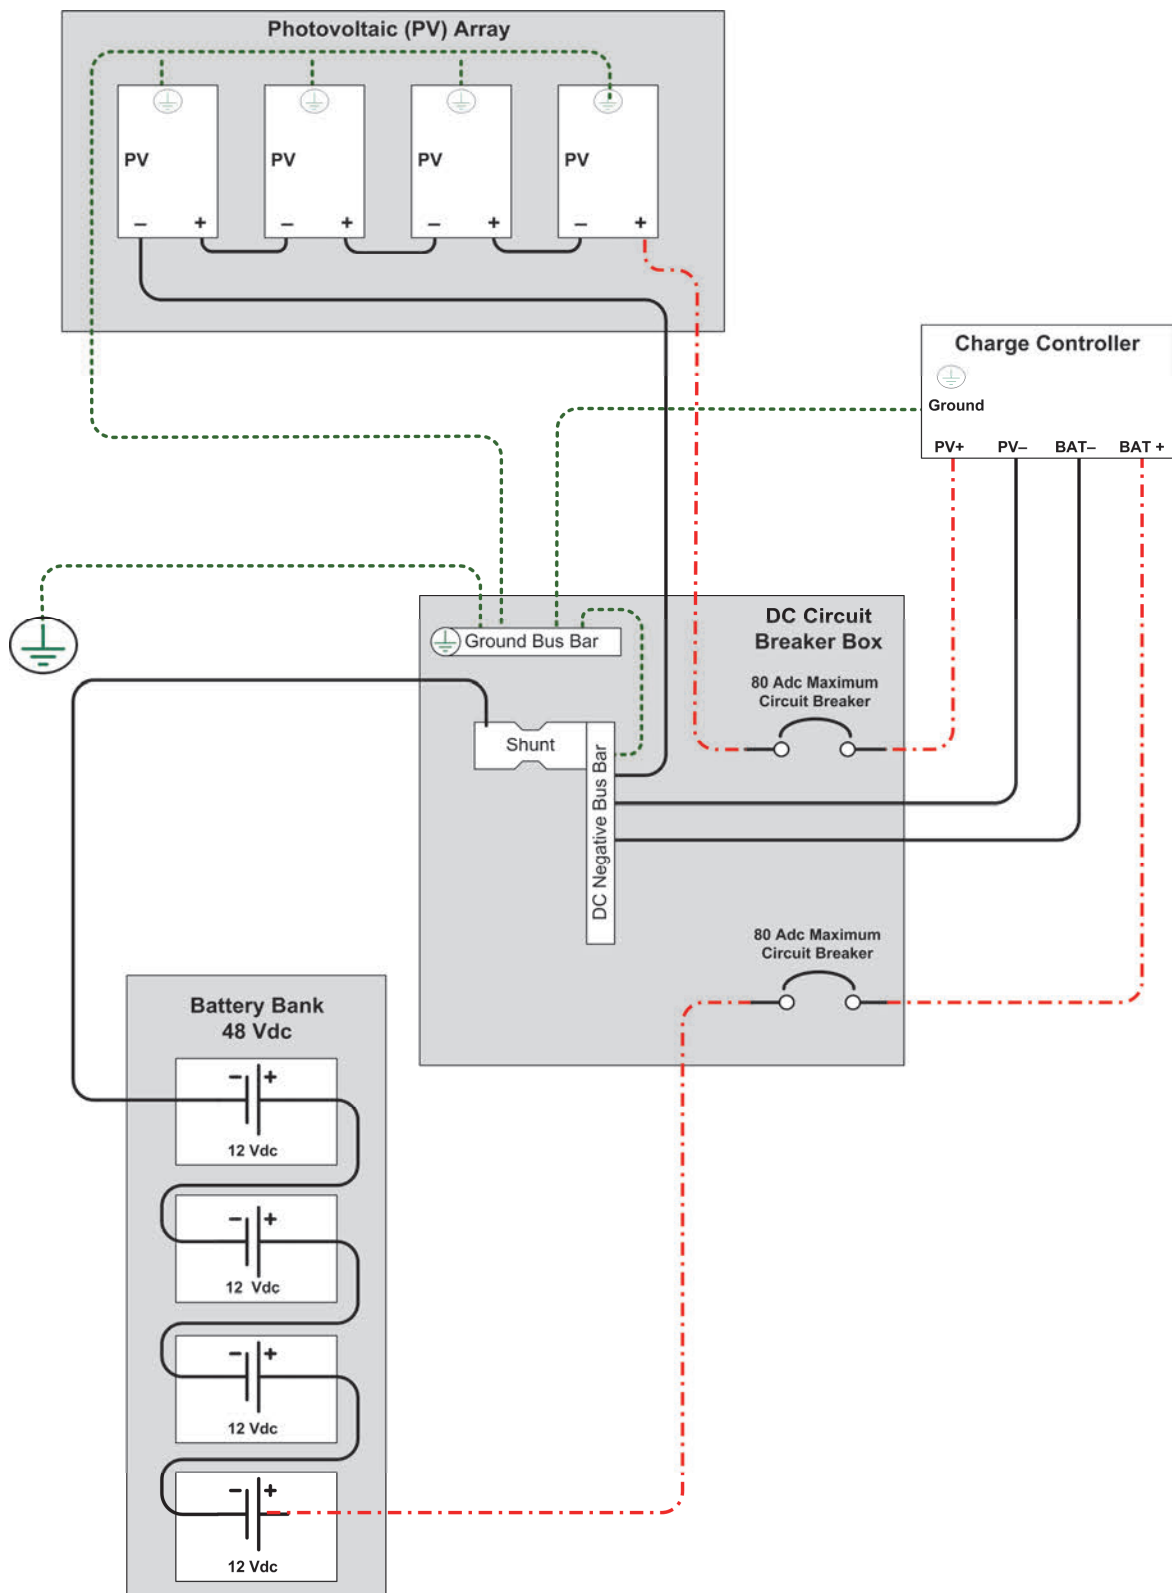 Photovoltaic (PV) Array
PV
PV
PV
PV
– +
– +
– +
– +
Charge Controller
Ground
PV+ PV– BAT– BAT +
DC Circuit
Breaker Box
Ground Bus Bar
80 Adc Maximum
Circuit Breaker
Shunt
DC Negative Bus Bar
80 Adc Maximum
Circuit Breaker
Battery Bank
48 Vdc
– +
12 Vdc
– +
12 Vdc
– +
12 Vdc
– +
12 Vdc